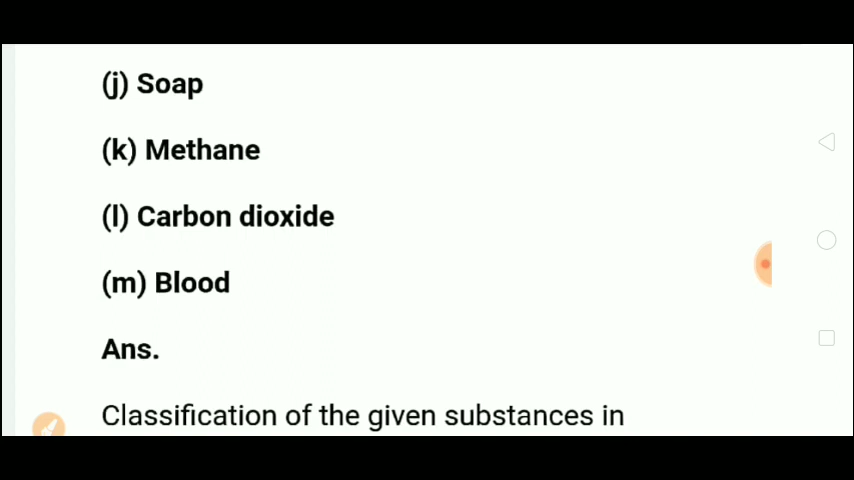 (j) Soap
(k) Methane
(l) Carbon dioxide
(m) Blood
Ans.
Classification of the given substances in